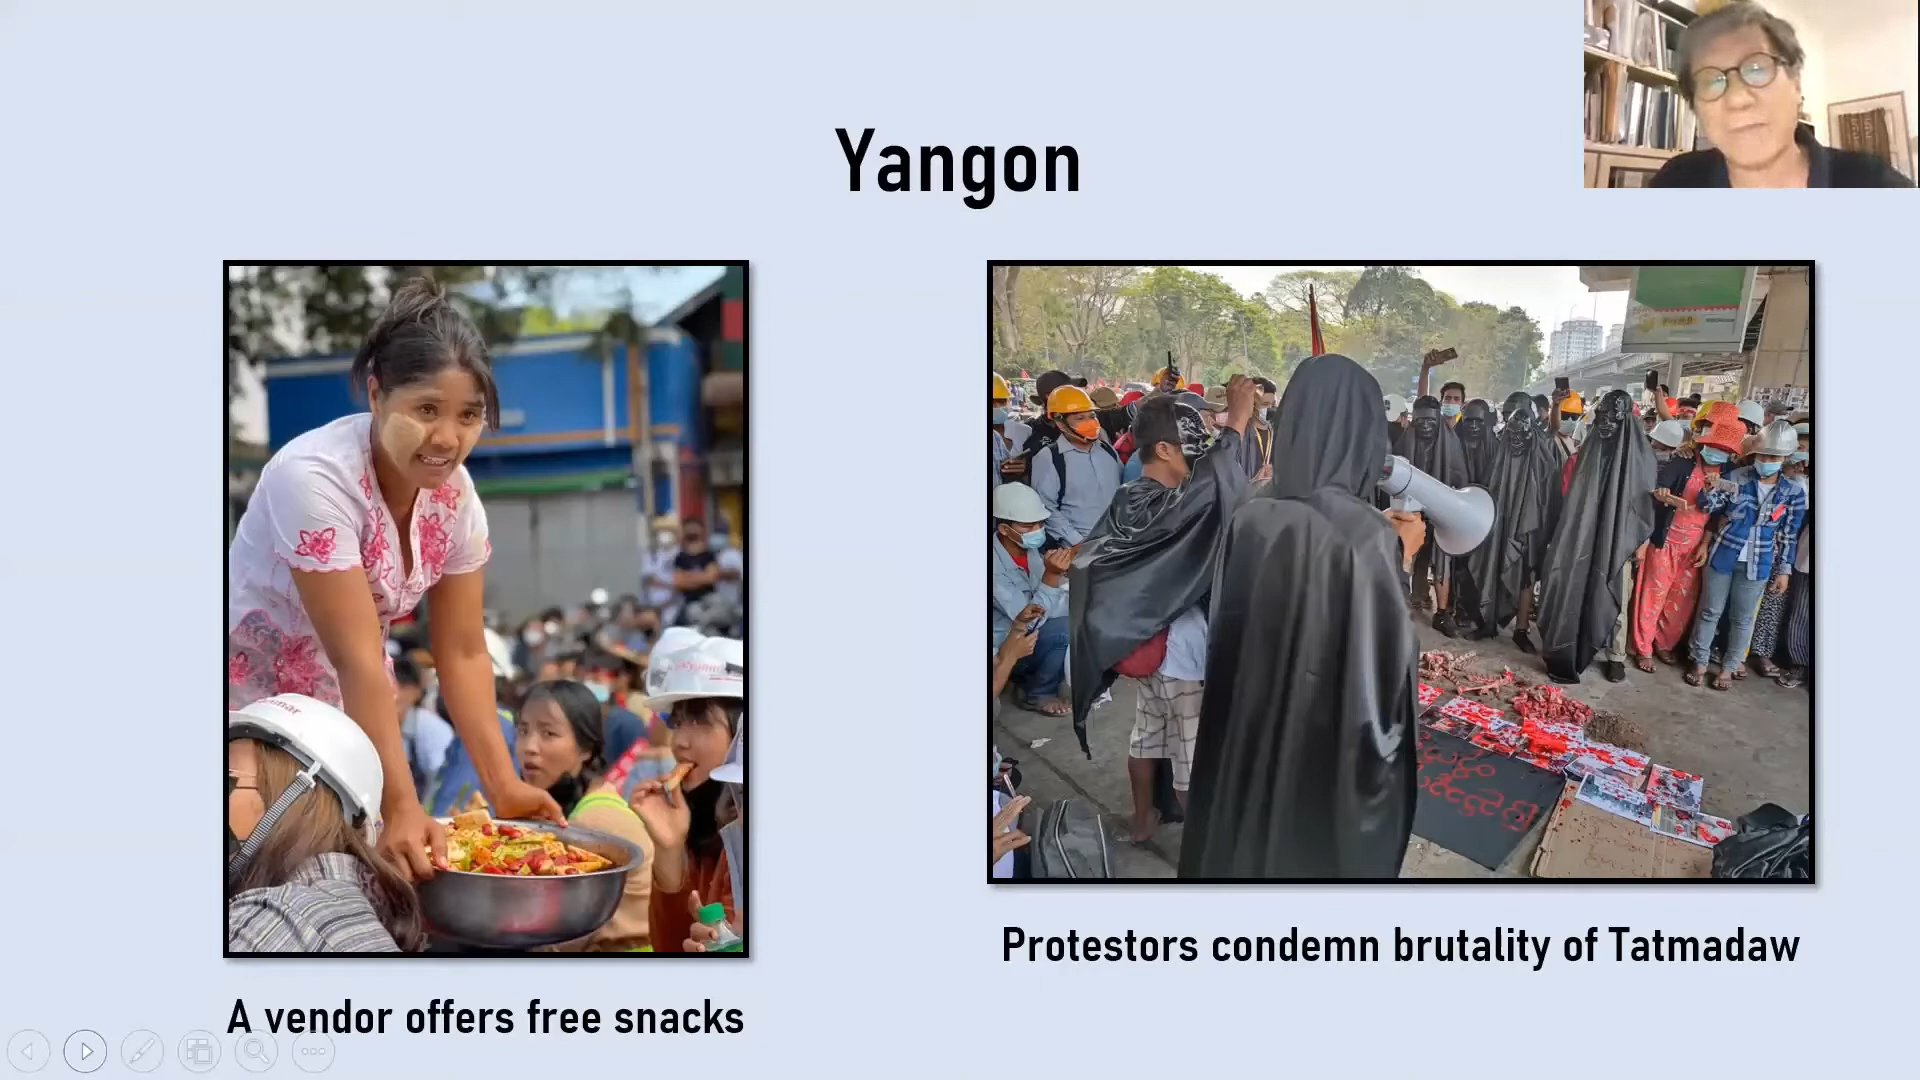 Yangon
A vendor offers free snacks
Protestors condemn brutality of Tatmadaw